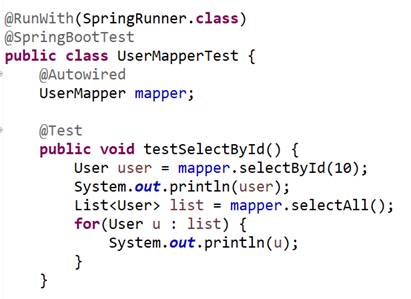 @RunWith(SpringRunner.class)
@SpringBootTest
public class UserMapperTest {
    @Autowired
    UserMapper mapper;

    @Test
    public void testSelectById() {
        User user = mapper.selectById(10);
        System.out.println(user);
        List<User> list = mapper.selectAll();
        for(User u : list) {
            System.out.println(u);
        }
    }